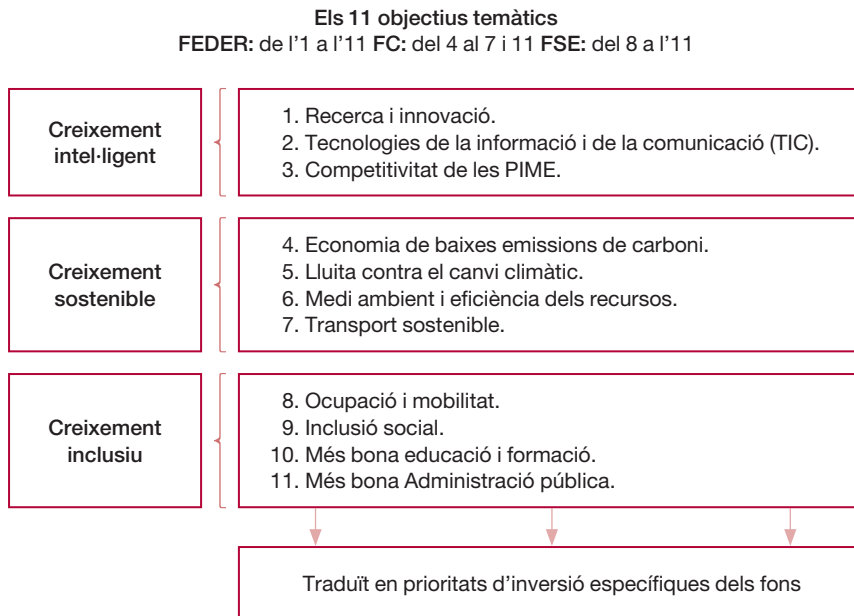 Els 11 objectius temàtics
FEDER: de l'1 a l'11 FC: del 4 al 7 i 11 FSE: del 8 a l'11
Creixement
intel·ligent
1. Recerca i innovació.
2. Tecnologies de la informació i de la comunicació (TIC).
3. Competitivitat de les PIME.
Creixement
sostenible
4. Economia de baixes emissions de carboni.
5. Lluita contra el canvi climàtic.
6. Medi ambient i eficiència dels recursos.
7. Transport sostenible.
Creixement
inclusiu
8. Ocupació i mobilitat.
9. Inclusió social.
10. Més bona educació i formació.
11. Més bona Administració pública.
Traduït en prioritats d'inversió específiques dels fons